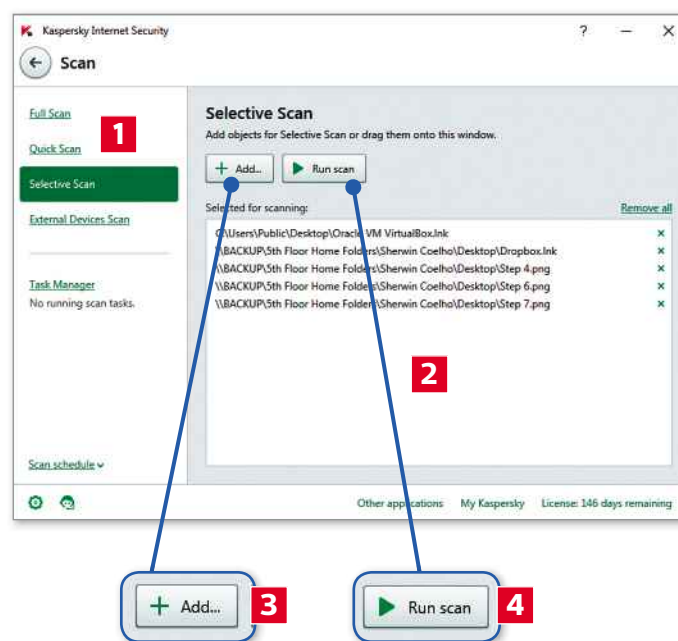 Kaspersky Internet Security
Scan
Full Scan
1
Quick Scan
Selective Scan
External Devices Scan
Task Manager
No running scan tasks.
Scan schedule
Selective Scan
Add objects for Selective Scan or drag them onto this window.
Add... Run scan
Selected for scanning: Remove all
C:\Users\Public\Desktop\Oracle VM VirtualBox.lnk
\\BACKUP\5th Floor Home Folders\Sherwin Coelho\Desktop\Dropbox.lnk
\\BACKUP\5th Floor Home Folders\Sherwin Coelho\Desktop\Step 4.png
\\BACKUP\5th Floor Home Folders\Sherwin Coelho\Desktop\Step 6.png
\\BACKUP\5th Floor Home Folders\Sherwin Coelho\Desktop\Step 7.png
2
Other applications My Kaspersky License: 146 days remaining
Add... 3 Run scan 4